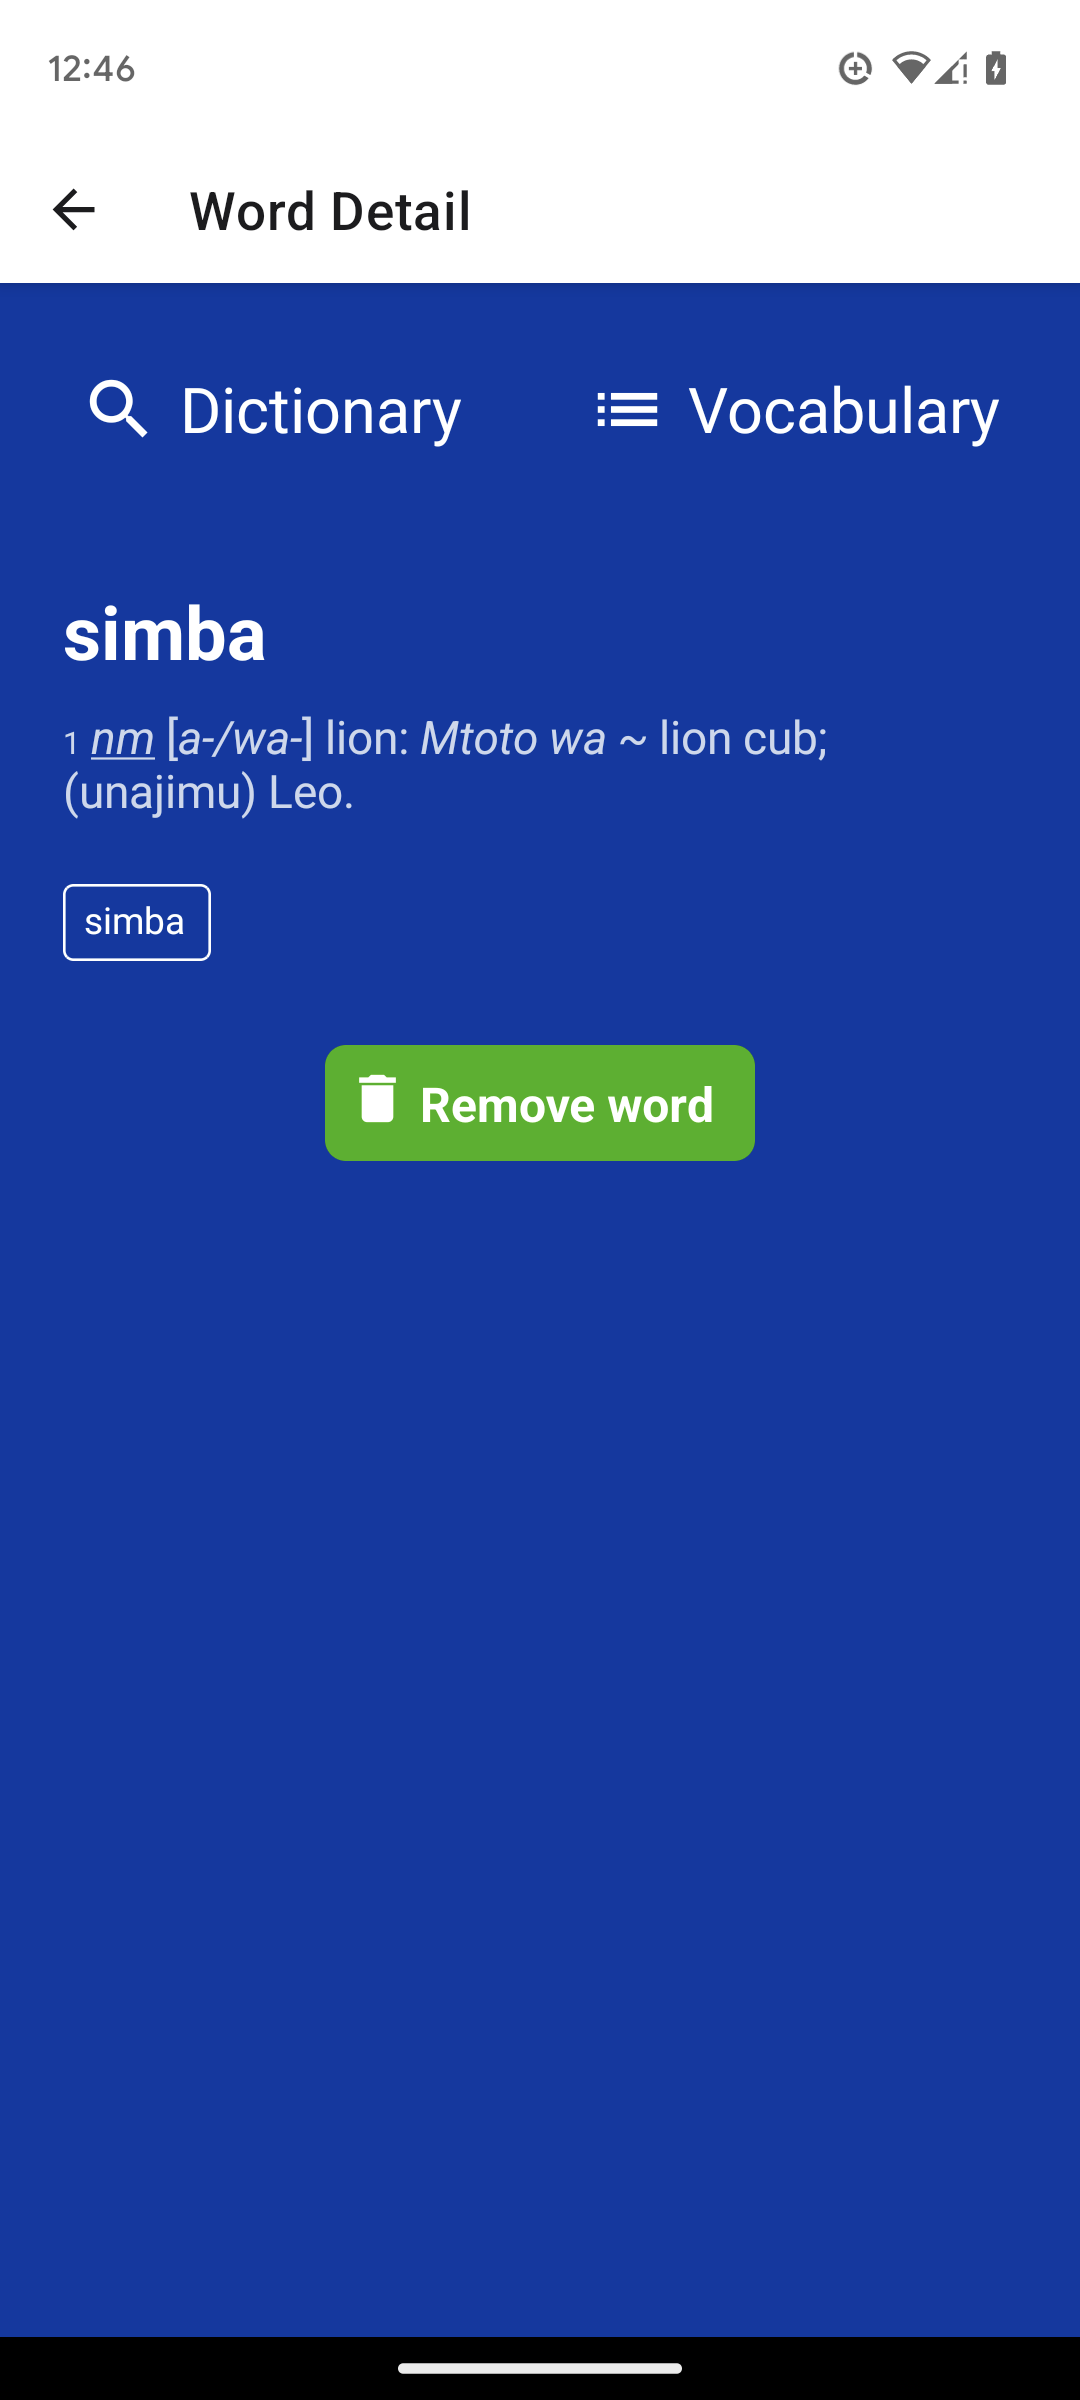 12:46
Word Detail
Dictionary
Vocabulary
simba
1 nm [a-/wa-] lion: Mtoto wa ~ lion cub;
(unajimu) Leo.
simba
Remove word